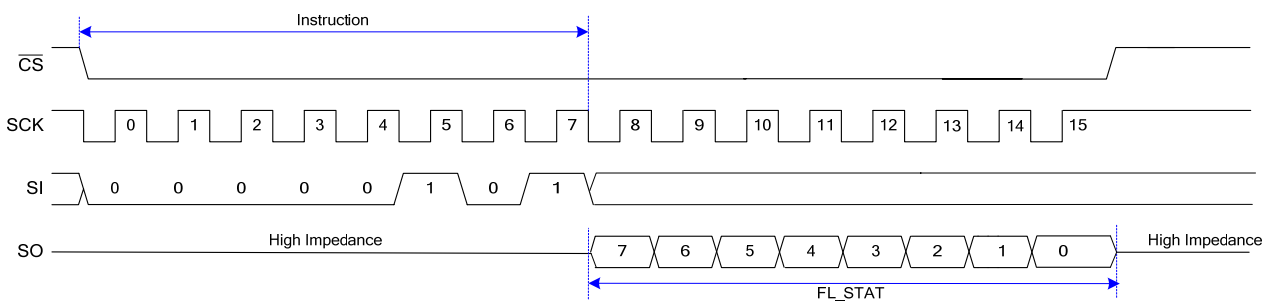 Instruction
CS
SCK 0 1 2 3 4 5 6 7 8 9 10 11 12 13 14 15
SI 0 0 0 0 0 1 0 1
SO High Impedance 7 6 5 4 3 2 1 0 High Impedance
FL_STAT